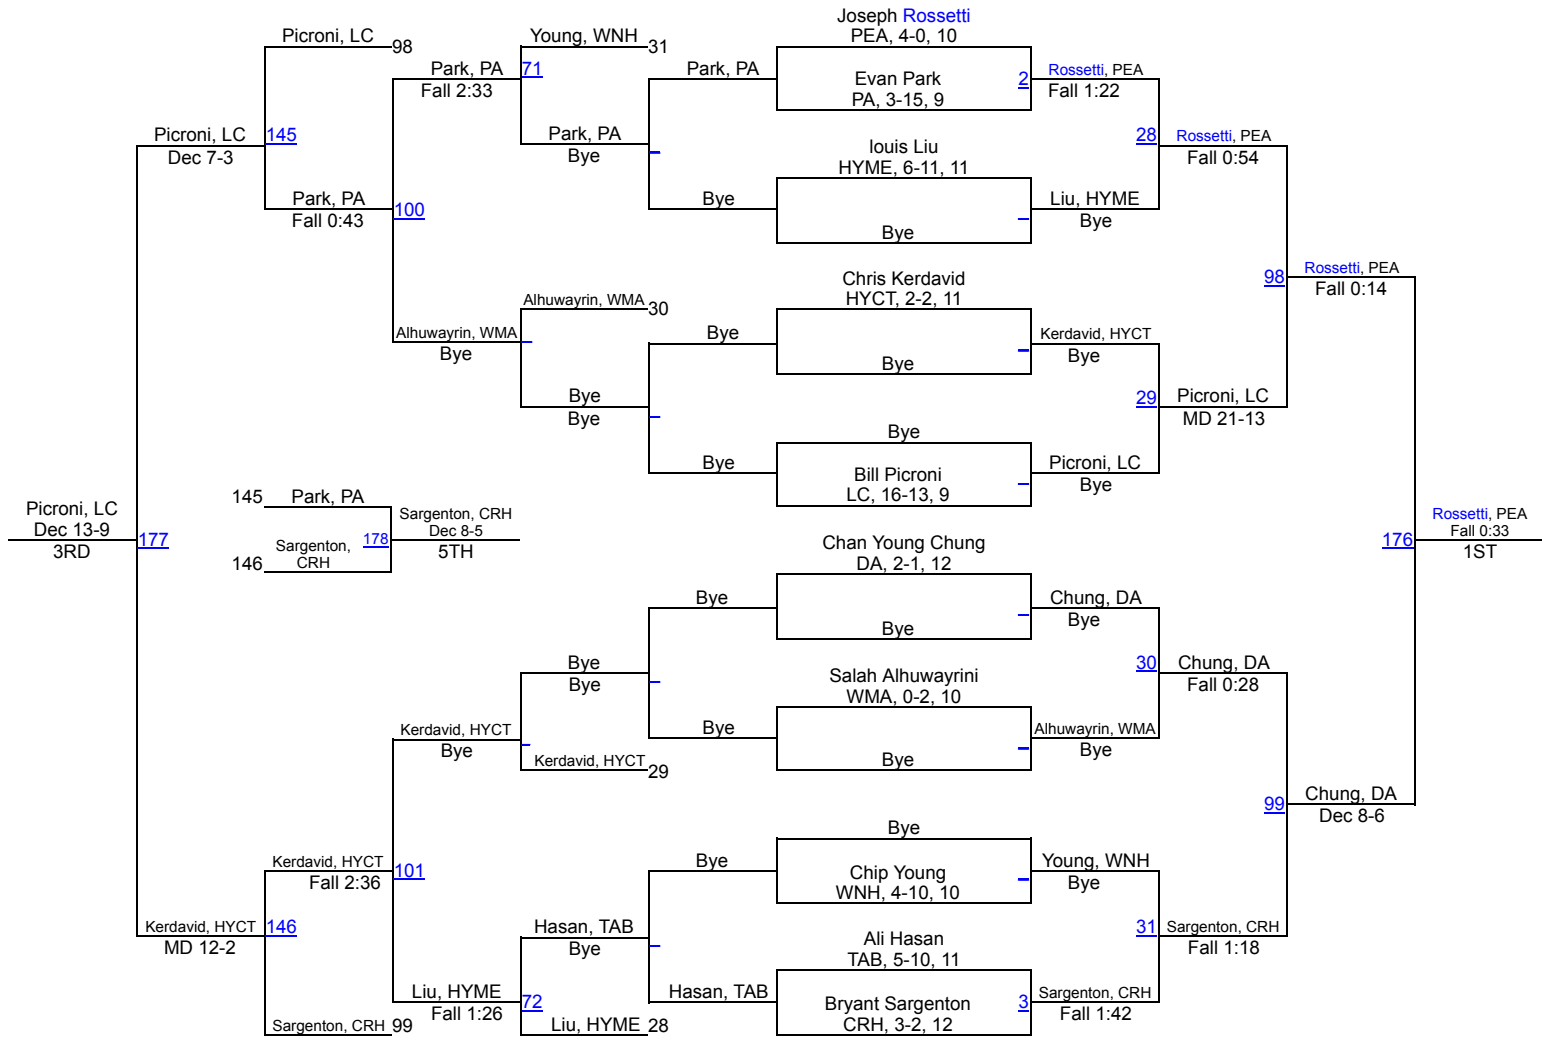 Joseph Rossetti
PEA, 4-0, 10
Picroni, LC
98
Young, WNH
31
Park, PA
71
Fall 2:33
Park, PA
Evan Park
PA, 3-15, 9
2
Rossetti, PEA
Fall 1:22
Picroni, LC
145
Dec 7-3
Park, PA
Bye
Iouis Liu
HYME, 6-11, 11
28
Rossetti, PEA
Fall 0:54
Park, PA
100
Fall 0:43
Bye
Bye
Liu, HYME
Bye
Chris Kerdavid
HYCT, 2-2, 11
98
Rossetti, PEA
Fall 0:14
Alhuwayrin, WMA
30
Alhuwayrin, WMA
Bye
Bye
Bye
Kerdavid, HYCT
Bye
Bye
Bye
29
Picroni, LC
MD 21-13
Bye
Bye
Bill Picroni
LC, 16-13, 9
Picroni, LC
Bye
Picroni, LC
Dec 13-9
3RD
177
145
Park, PA
146
Sargenton,
CRH
178
Sargenton, CRH
Dec 8-5
5TH
176
Rossetti, PEA
Fall 0:33
1ST
Chan Young Chung
DA, 2-1, 12
Bye
Bye
Chung, DA
Bye
Bye
Bye
Salah Alhuwayrini
WMA, 0-2, 10
30
Chung, DA
Fall 0:28
Kerdavid, HYCT
Bye
Kerdavid, HYCT
29
Bye
Bye
Alhuwayrin, WMA
Bye
99
Chung, DA
Dec 8-6
Bye
Kerdavid, HYCT
101
Fall 2:36
Bye
Chip Young
WNH, 4-10, 10
Young, WNH
Bye
Kerdavid, HYCT
146
MD 12-2
Hasan, TAB
Bye
Ali Hasan
TAB, 5-10, 11
31
Sargenton, CRH
Fall 1:18
Liu, HYME
72
Fall 1:26
Hasan, TAB
Bryant Sargenton
CRH, 3-2, 12
3
Sargenton, CRH
Fall 1:42
Sargenton, CRH
99
Liu, HYME
28